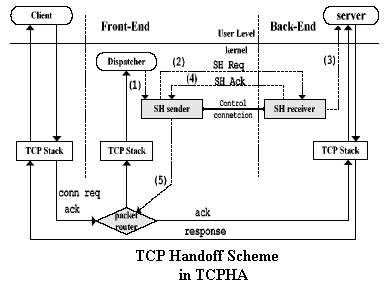 Client
Front-End
Back-End
server
User Level
kernel
Dispatcher
(1)
(2)
SH Req
(3)
(4)
SH Ack
SH sender
Control
connetcion
SH receiver
TCP Stack
TCP Stack
TCP Stack
(5)
conn req
ack
packet
router
ack
response
TCP Handoff Scheme
in TCPHA